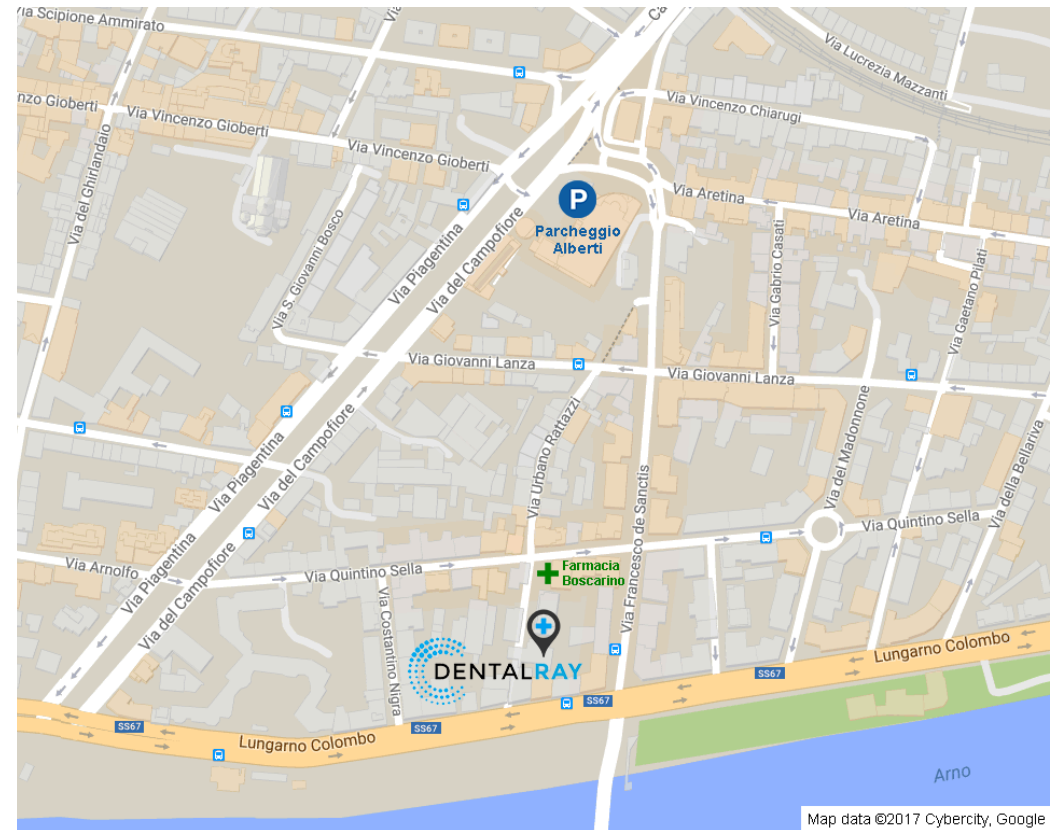 Via Scipione Ammirato
Via Lucrezia Mazzanti
Via Vincenzo Chiarugi
nzo Gioberti
Via Vincenzo Gioberti
Via Vincenzo Gioberti
Via del Ghirlandaio
P
Parcheggio
Alberti
Via Aretina
Via Aretina
Via S. Giovanni Bosco
Via Piagentina
Via del Campofiore
Via Gabrio Casati
Via Gaetano Pilati
Via Giovanni Lanza
Via Giovanni Lanza
Via Urbano Rattazzi
Via Francesco de Sanctis
Via del Madonnone
Via della Bellariva
Via Piagentina
Via del Campofiore
Via Quintino Sella
Via Arnolfo
Via Quintino Sella
Farmacia
Boscarino
Via Piagentina
Via del Campofiore
Via Costantino Nigra
DENTALRAY
Lungarno Colombo
SS67
SS67
SS67
SS67
Lungarno Colombo
Arno
Map data ©2017 Cybercity, Google